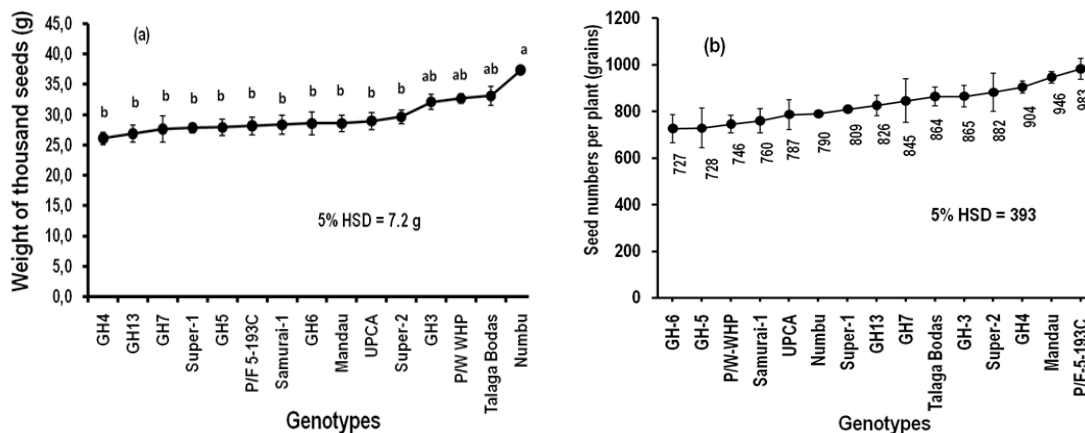 Weight of thousand seeds (g)
45,0
40,0
35,0
30,0
25,0
20,0
15,0
10,0
5,0
0,0
(a)
b
b
b
b
b
b
b
b
b
b
b
ab
ab
ab
a
5% HSD = 7.2 g
GH4
GH13
GH7
Super-1
GH5
P/F 5-193C
Samurai-1
GH6
Mandau
UPCA
Super-2
GH3
P/W WHP
Talaga Bodas
Numbu
Genotypes
Seed numbers per plant (grains)
1200
1000
800
600
400
200
0
(b)
727
728
746
760
787
790
809
826
845
864
865
882
904
946
983
5% HSD = 393
GH-6
GH-5
P/W-WHP
Samurai-1
UPCA
Numbu
Super-1
GH13
GH7
Talaga Bodas
GH-3
Super-2
GH4
Mandau
P/F-5-193C
Genotypes